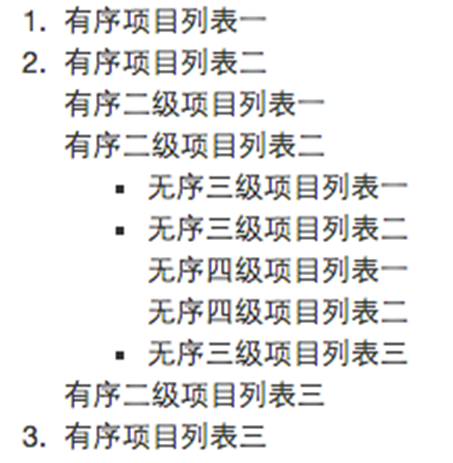 1. 有序项目列表一
2. 有序项目列表二
有序二级项目列表一
有序二级项目列表二
▪ 无序三级项目列表一
▪ 无序三级项目列表二
无序四级项目列表一
无序四级项目列表二
▪ 无序三级项目列表三
有序二级项目列表三
3. 有序项目列表三